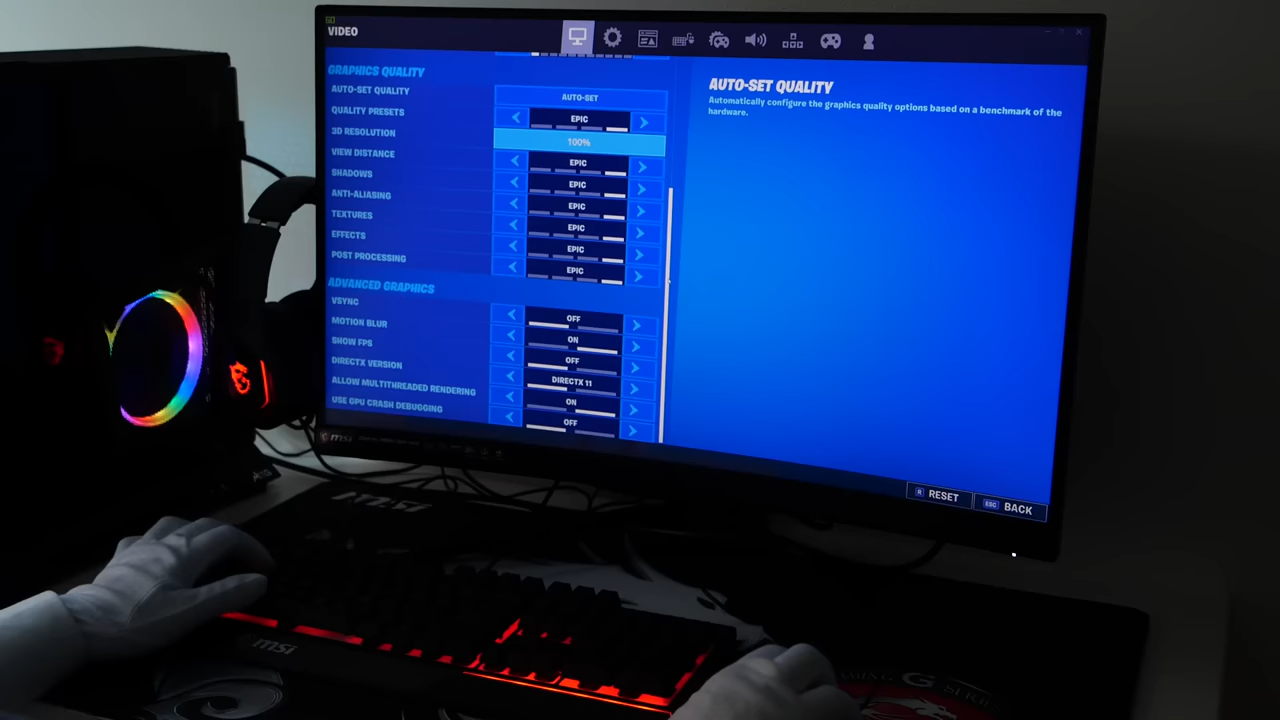 60
VIDEO
GRAPHICS QUALITY
AUTO-SET QUALITY
AUTO-SET
QUALITY PRESETS
EPIC
3D RESOLUTION
100%
VIEW DISTANCE
EPIC
SHADOWS
EPIC
ANTI-ALIASING
EPIC
TEXTURES
EPIC
EFFECTS
EPIC
POST PROCESSING
EPIC
ADVANCED GRAPHICS
VSYNC
OFF
MOTION BLUR
ON
SHOW FPS
OFF
DIRECTX VERSION
DIRECTX 11
ALLOW MULTITHREADED RENDERING
ON
USE GPU CRASH DEBUGGING
OFF
AUTO-SET QUALITY
Automatically configure the graphics quality options based on a benchmark of the
hardware.
R RESET
ESC BACK
msi
msi
G SERIES